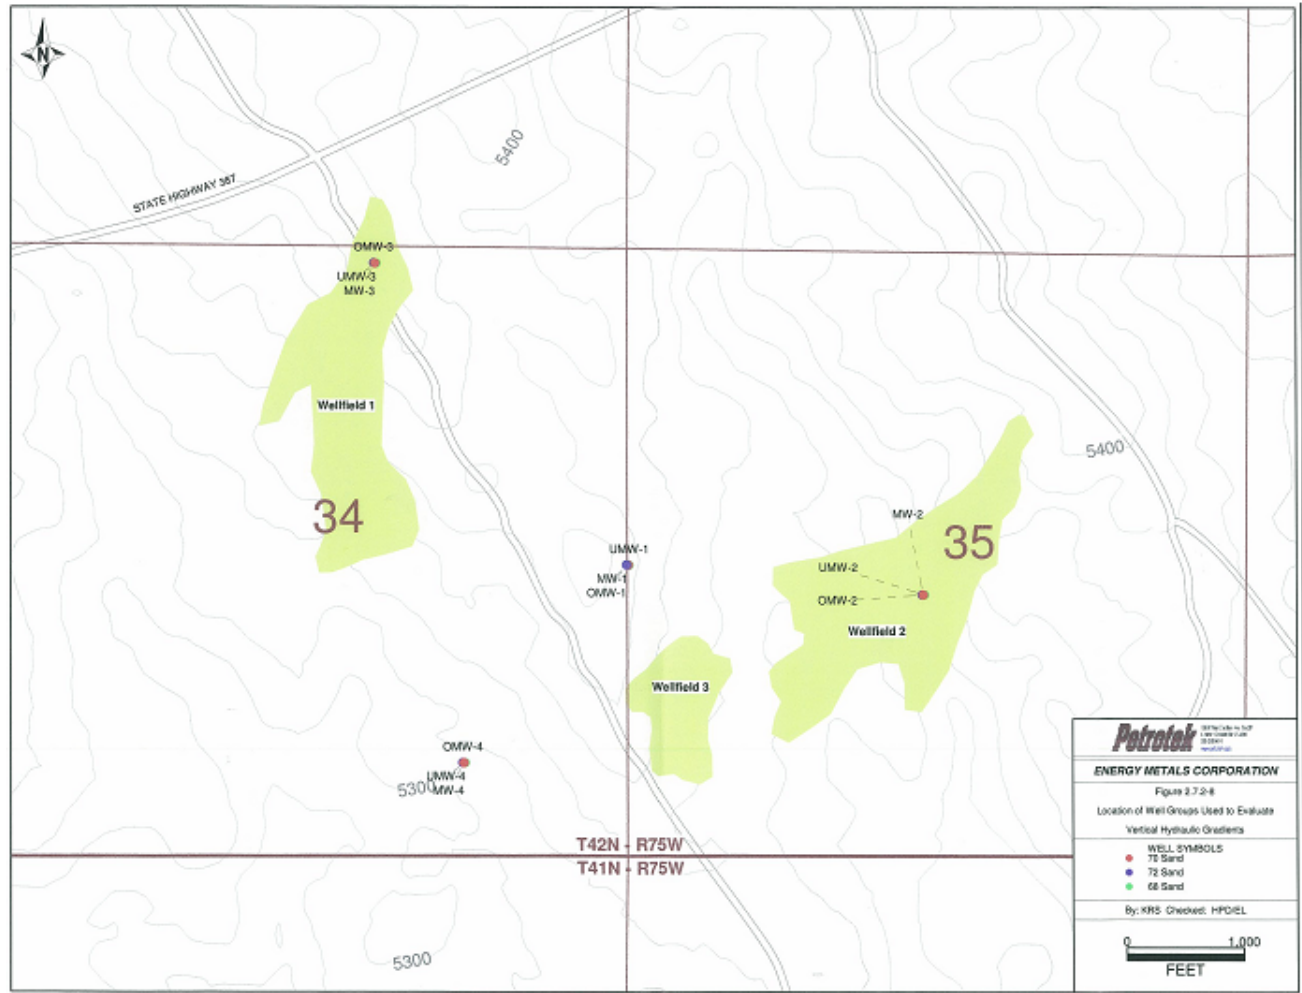 N
5400
STATE HIGHWAY 387
OMW-3
UMW-3
MW-3
Wellfield 1
5400
34
MW-2
35
UMW-1
UMW-2
MW-1
OMW-1
OMW-2
Wellfield 2
Wellfield 3
OMW-4
UMW-4
5300
MW-4
T42N - R75W
T41N - R75W
5300
Petrotek
ENERGY METALS CORPORATION
Figure 2.7.2-8
Location of Well Groups Used to Evaluate
Vertical Hydraulic Gradients
WELL SYMBOLS
70 Sand
72 Sand
68 Sand
By: KRS Checked: HPD/EL
0 1,000
FEET